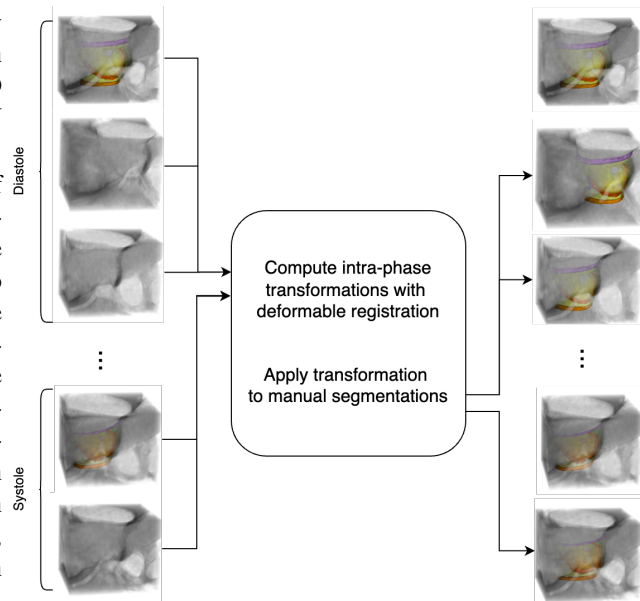 Diastole
Compute intra-phase
transformations with
deformable registration
Apply transformation
to manual segmentations
Systole